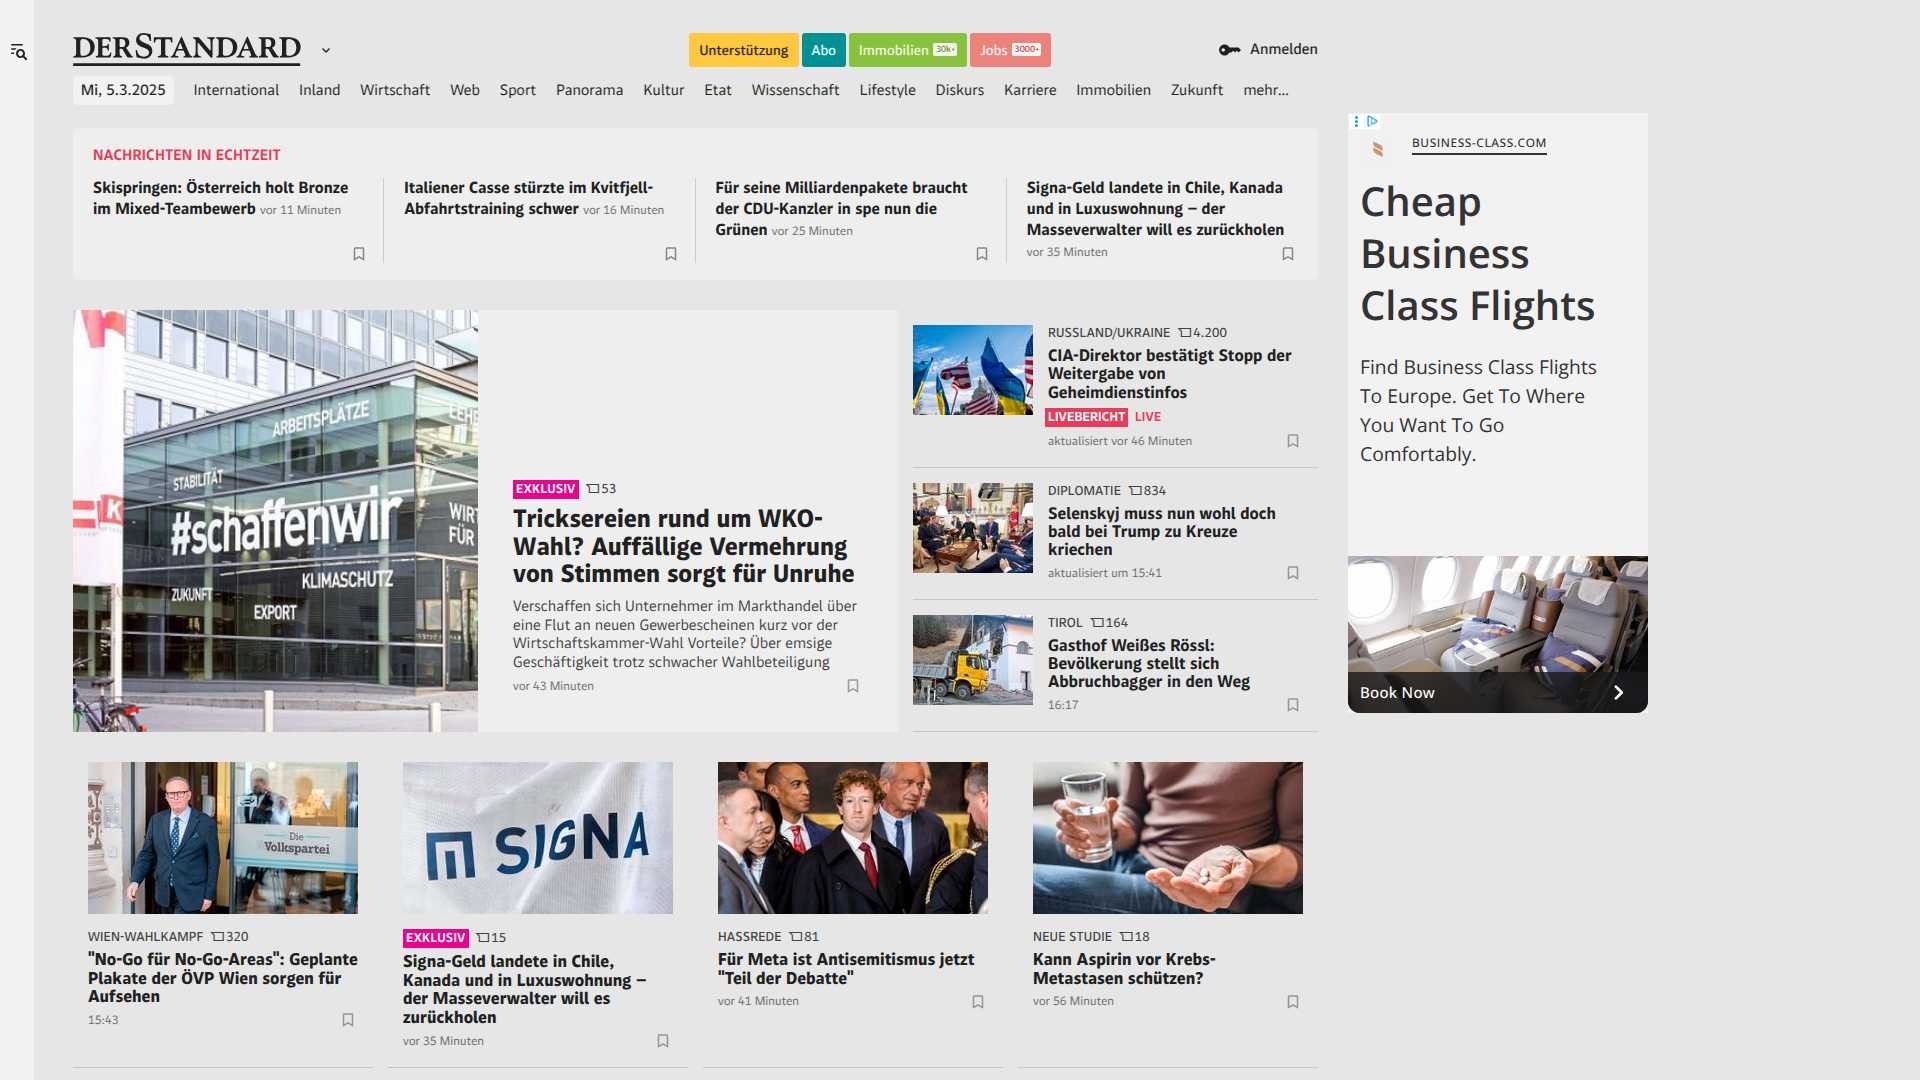 DERSTANDARD
Unterstützung
Abo
Immobilien 30k+
Jobs 3000+
Anmelden
Mi, 5.3.2025
International
Inland
Wirtschaft
Web
Sport
Panorama
Kultur
Etat
Wissenschaft
Lifestyle
Diskurs
Karriere
Immobilien
Zukunft
mehr...
NACHRICHTEN IN ECHTZEIT
Skispringen: Österreich holt Bronze
im Mixed-Teambewerb vor 11 Minuten
Italiener Casse stürzte im Kvitfjell-
Abfahrtstraining schwer vor 16 Minuten
Für seine Milliardenpakete braucht
der CDU-Kanzler in spe nun die
Grünen vor 25 Minuten
Signa-Geld landete in Chile, Kanada
und in Luxuswohnung – der
Masseverwalter will es zurückholen
vor 35 Minuten
ARBEITSPLÄTZE
STABILITÄT
#schaffenwir
WIR
FÜR
KLIMASCHUTZ
ZUKUNFT
EXPORT
EXKLUSIV 53
Tricksereien rund um WKO-
Wahl? Auffällige Vermehrung
von Stimmen sorgt für Unruhe
Verschaffen sich Unternehmer im Markthandel über
eine Flut an neuen Gewerbescheinen kurz vor der
Wirtschaftskammer-Wahl Vorteile? Über emsige
Geschäftigkeit trotz schwacher Wahlbeteiligung
vor 43 Minuten
RUSSLAND/UKRAINE 4.200
CIA-Direktor bestätigt Stopp der
Weitergabe von
Geheimdienstinfos
LIVEBERICHT LIVE
aktualisiert vor 46 Minuten
DIPLOMATIE 834
Selenskyj muss nun wohl doch
bald bei Trump zu Kreuze
kriechen
aktualisiert um 15:41
TIROL 164
Gasthof Weißes Rössl:
Bevölkerung stellt sich
Abbruchbagger in den Weg
16:17
BUSINESS-CLASS.COM
Cheap
Business
Class Flights
Find Business Class Flights
To Europe. Get To Where
You Want To Go
Comfortably.
Book Now
Die
Volkspartei
WIEN-WAHLKAMPF 320
"No-Go für No-Go-Areas": Geplante
Plakate der ÖVP Wien sorgen für
Aufsehen
15:43
SIGNA
EXKLUSIV 15
Signa-Geld landete in Chile,
Kanada und in Luxuswohnung –
der Masseverwalter will es
zurückholen
vor 35 Minuten
HASSREDE 81
Für Meta ist Antisemitismus jetzt
"Teil der Debatte"
vor 41 Minuten
NEUE STUDIE 18
Kann Aspirin vor Krebs-
Metastasen schützen?
vor 56 Minuten